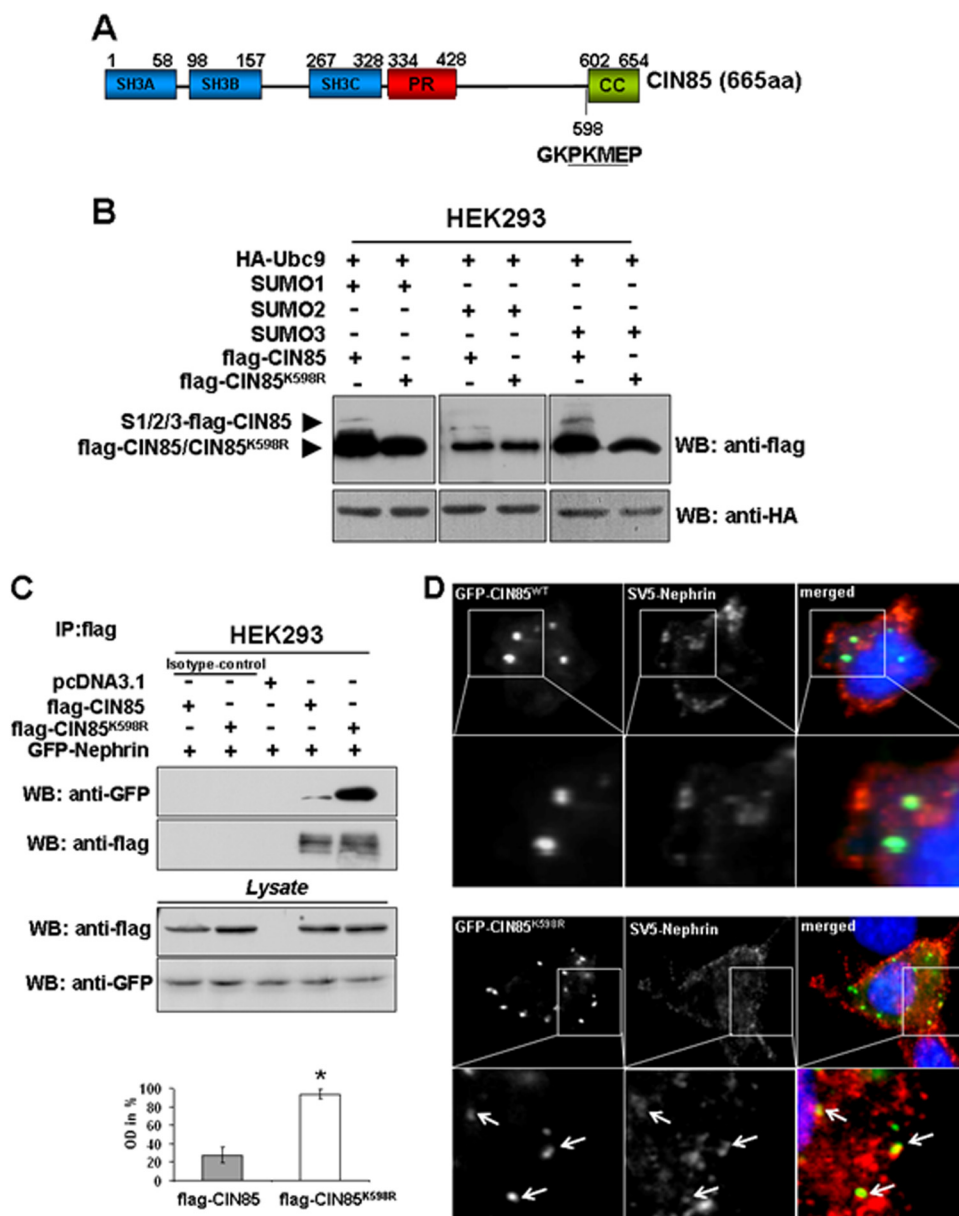 A
1 58 98 157 267 328 334 428 602 654
SH3A SH3B SH3C PR CC CIN85 (665aa)
598
GKPKMEP
B
HEK293
HA-Ubc9 + + + + + +
SUMO1 + + - - - -
SUMO2 - - + + - -
SUMO3 - - - - + +
flag-CIN85 + - + - + -
flag-CIN85K598R - + - + - +
S1/2/3-flag-CIN85
flag-CIN85/CIN85K598R
WB: anti-flag
WB: anti-HA
C
IP:flag
HEK293
Isotype-control
pcDNA3.1 - - + - -
flag-CIN85 + - - + -
flag-CIN85K598R - + - - +
GFP-Nephrin + + + + +
WB: anti-GFP
WB: anti-flag
Lysate
WB: anti-flag
WB: anti-GFP
OD in %
100
80
60
40
20
0
*
flag-CIN85 flag-CIN85K598R
D
GFP-CIN85WT SV5-Nephrin merged
GFP-CIN85K598R SV5-Nephrin merged